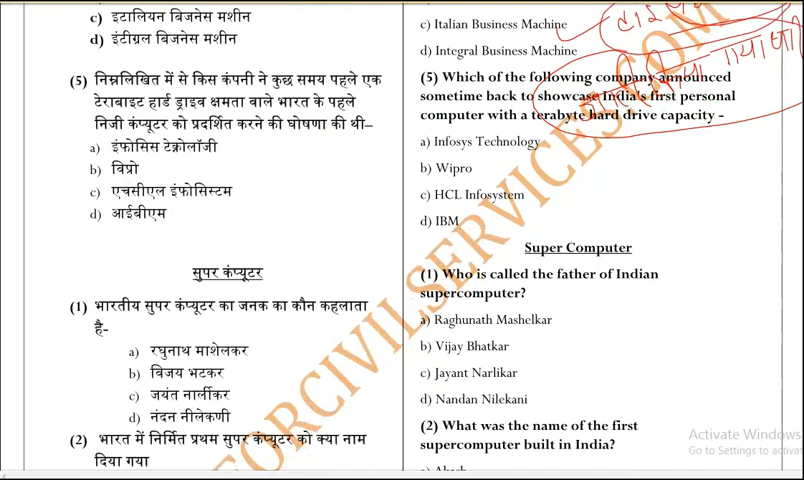 c) इटालियन बिजनेस मशीन
d) इंटीग्रल बिजनेस मशीन
(5) निम्नलिखित में से किस कंपनी ने कुछ समय पहले एक
टेराबाइट हार्ड ड्राइव क्षमता वाले भारत के पहले
निजी कंप्यूटर को प्रदर्शित करने की घोषणा की थी–
a) इंफोसिस टेक्नोलॉजी
b) विप्रो
c) एचसीएल इंफोसिस्टम
d) आईबीएम
सुपर कंप्यूटर
(1) भारतीय सुपर कंप्यूटर का जनक का कौन कहलाता
है-
a) रघुनाथ माशेलकर
b) विजय भटकर
c) जयंत नार्लीकर
d) नंदन नीलेकणी
(2) भारत में निर्मित प्रथम सुपर कंप्यूटर को क्या नाम
दिया गया
c) Italian Business Machine
d) Integral Business Machine
(5) Which of the following company announced
sometime back to showcase India's first personal
computer with a terabyte hard drive capacity -
a) Infosys Technology
b) Wipro
c) HCL Infosystem
d) IBM
Super Computer
(1) Who is called the father of Indian
supercomputer?
a) Raghunath Mashelkar
b) Vijay Bhatkar
c) Jayant Narlikar
d) Nandan Nilekani
(2) What was the name of the first
supercomputer built in India?
FORCIVILSERVICES.COM
Activate Windows
Go to Settings to activat